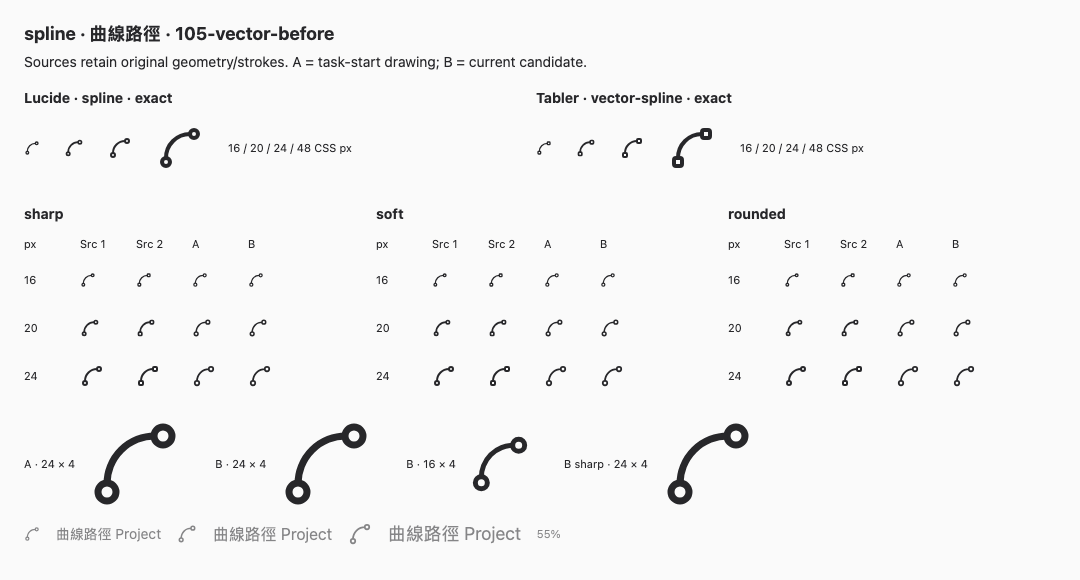 spline · 曲線路徑 · 105-vector-before
Sources retain original geometry/strokes. A = task-start drawing; B = current candidate.
Lucide · spline · exact
Tabler · vector-spline · exact
16 / 20 / 24 / 48 CSS px
16 / 20 / 24 / 48 CSS px
sharp
soft
rounded
px Src 1 Src 2 A B
px Src 1 Src 2 A B
px Src 1 Src 2 A B
16
16
16
20
20
20
24
24
24
A · 24 × 4
B · 24 × 4
B · 16 × 4
B sharp · 24 × 4
曲線路徑 Project
曲線路徑 Project
曲線路徑 Project
55%